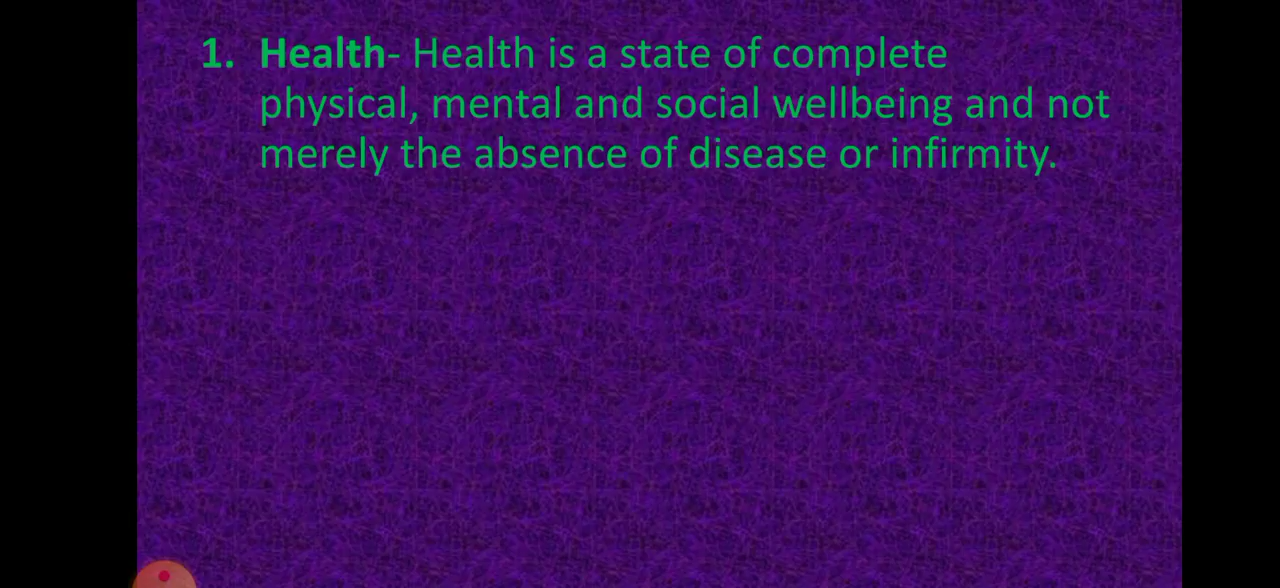 1. Health- Health is a state of complete
physical, mental and social wellbeing and not
merely the absence of disease or infirmity.